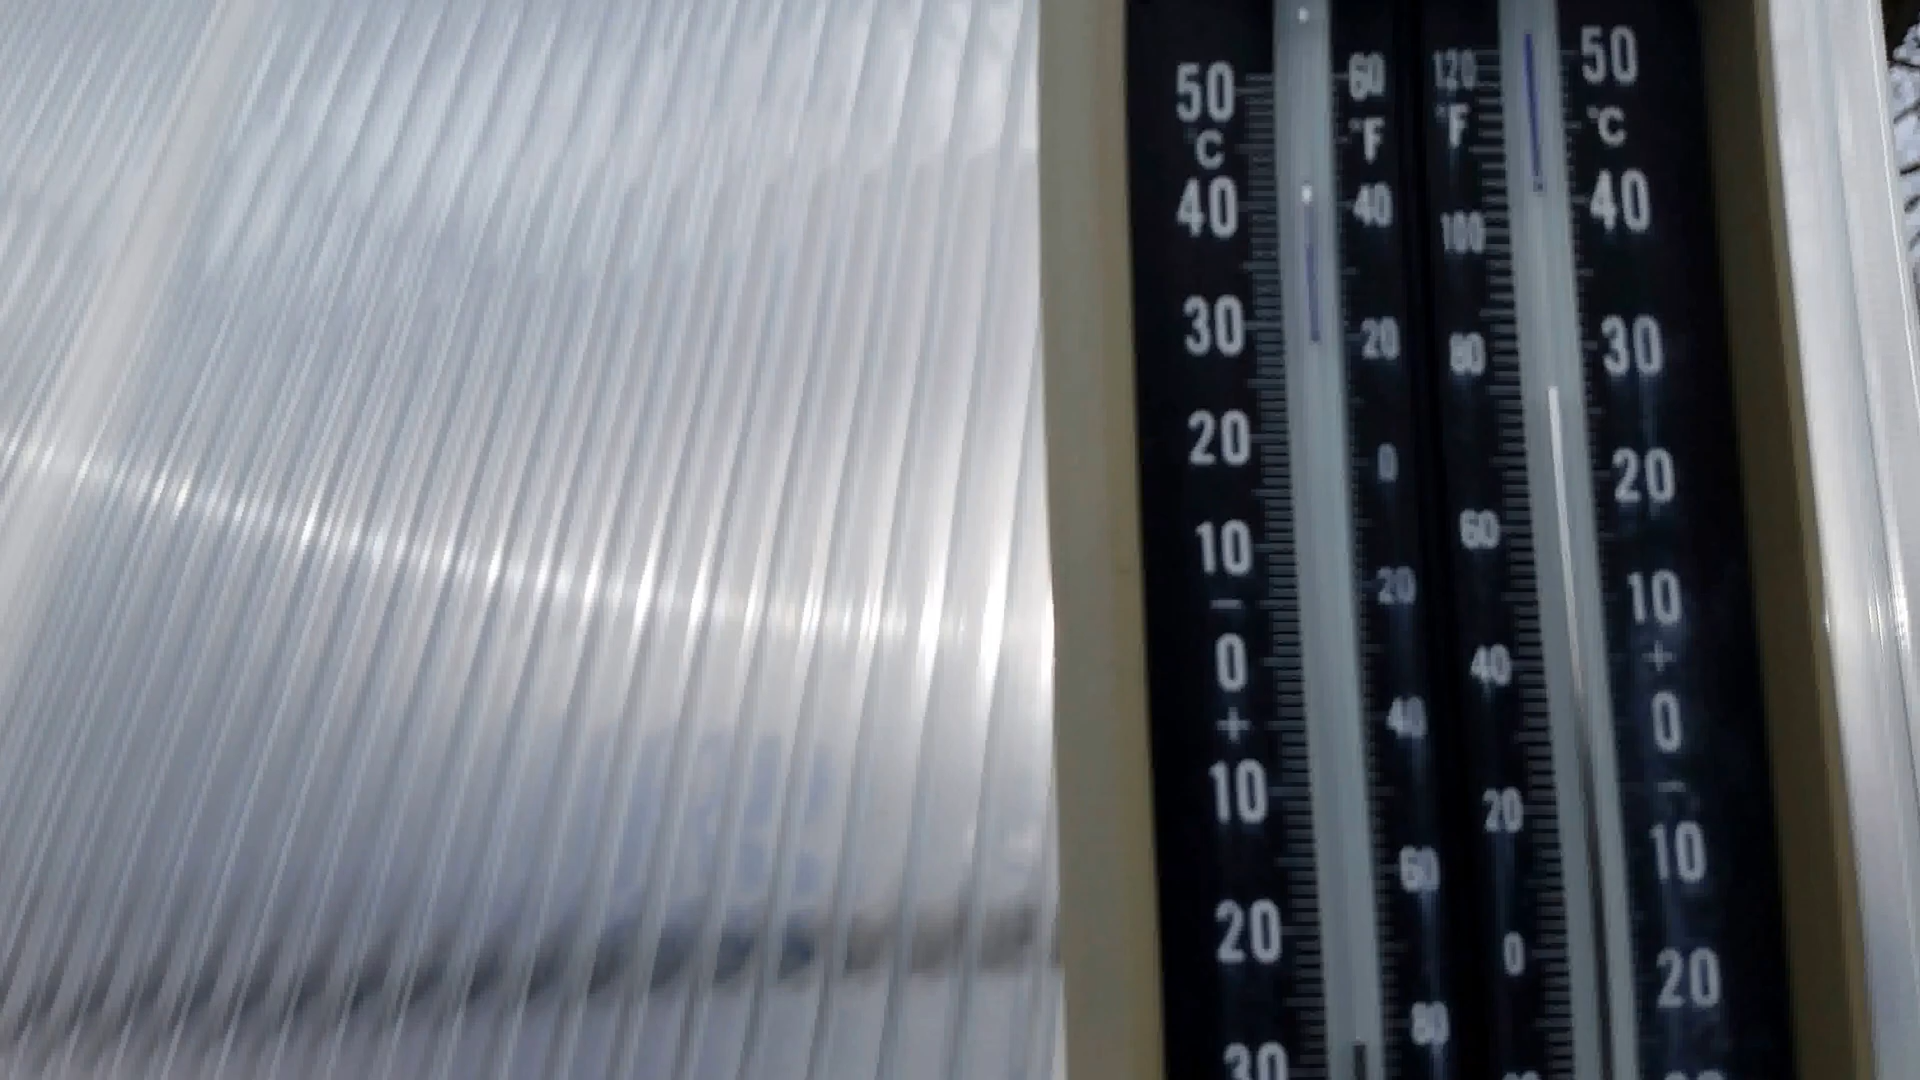 50 60 120 50
C °F °F °C
40 40 100 40
30 20 80 30
20 0 60 20
10 20 10
− 40 +
0 40 0
+ 20 −
10 60 10
20 0 20
30 80